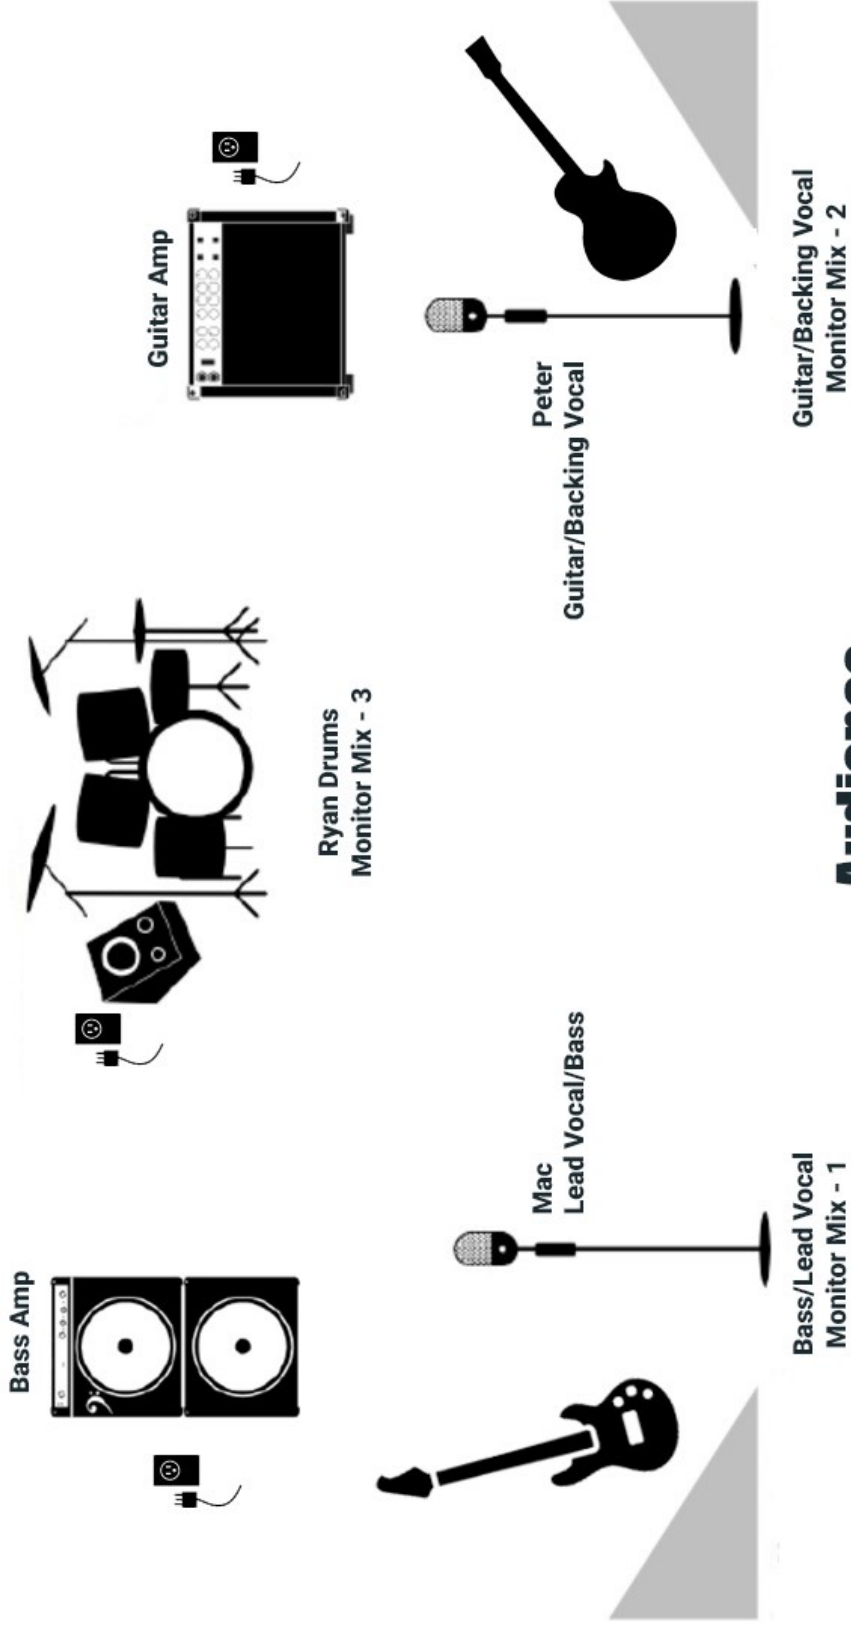 Bass Amp
Guitar Amp
Ryan Drums
Monitor Mix - 3
Mac
Lead Vocal/Bass
Peter
Guitar/Backing Vocal
Bass/Lead Vocal
Monitor Mix - 1
Guitar/Backing Vocal
Monitor Mix - 2
Audience